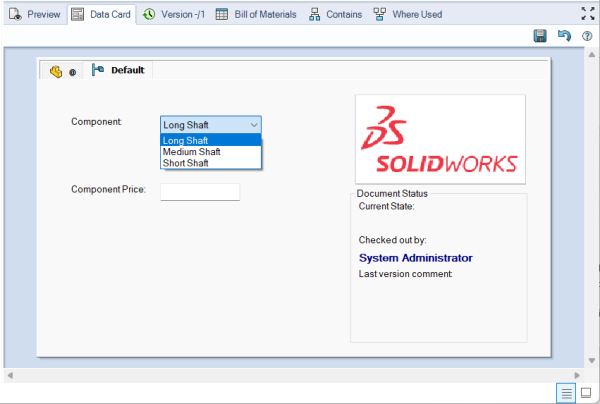 Preview Data Card Version -/1 Bill of Materials Contains Where Used
@ Default
Component:
Long Shaft
Long Shaft
Medium Shaft
Short Shaft
Component Price:
SOLIDWORKS
Document Status
Current State:
Checked out by:
System Administrator
Last version comment: